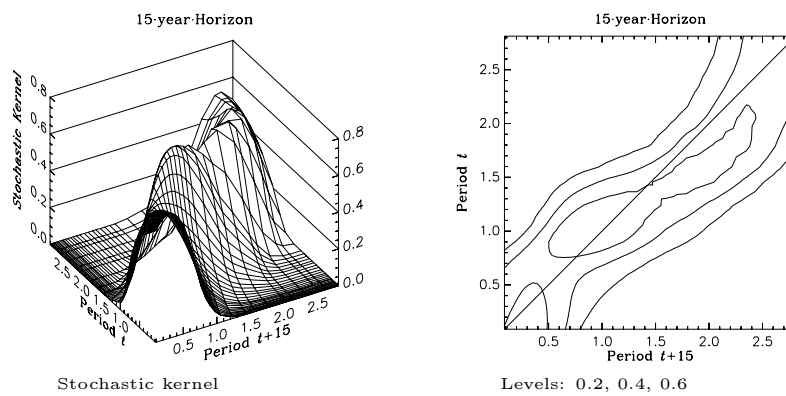 15-year-Horizon
15-year-Horizon
Stochastic Kernel
0.8
0.6
0.4
0.2
0.0
0.8
0.6
0.4
0.2
0.0
2.5 2.0 1.5 1.0
Period t
0.5 1.0 1.5 2.0 2.5
Period t+15
Period t
2.5
2.0
1.5
1.0
0.5
0.5 1.0 1.5 2.0 2.5
Period t+15
Stochastic kernel
Levels: 0.2, 0.4, 0.6